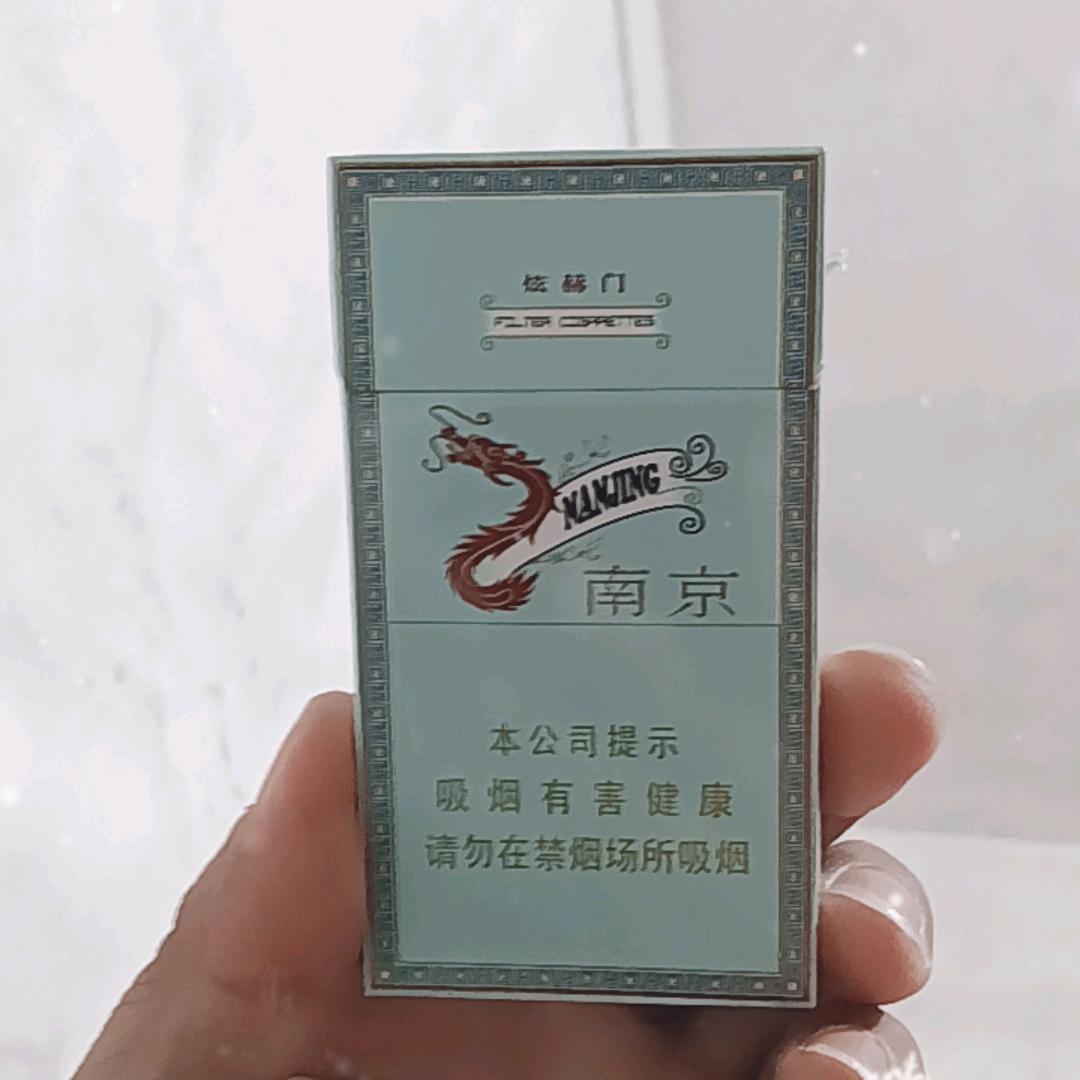 炫赫门
FILTER CIGARETTES
NANJING
南京
本公司提示
吸烟有害健康
请勿在禁烟场所吸烟